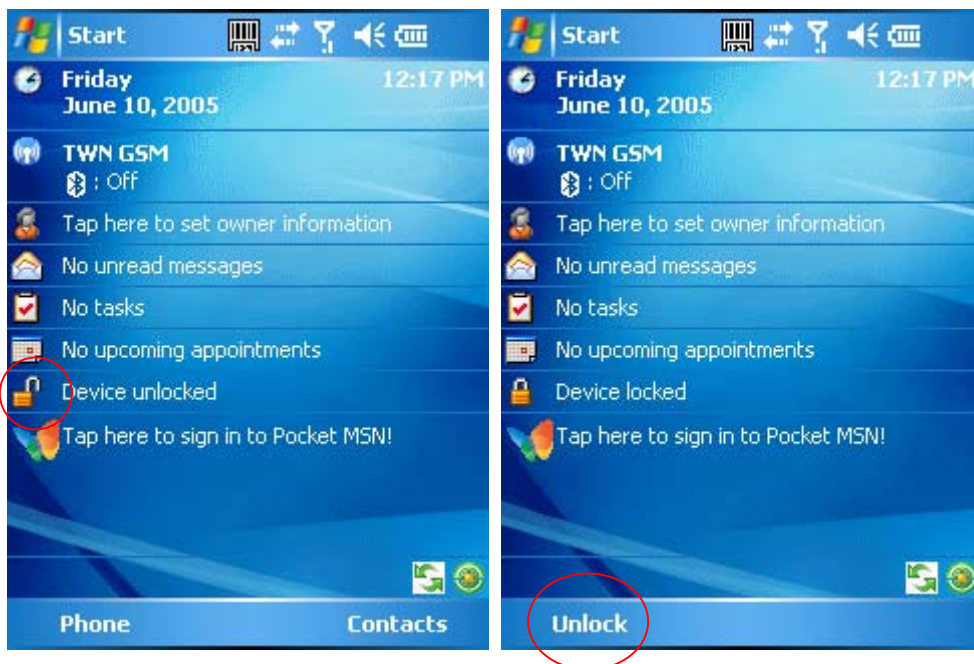 Start
Friday 12:17 PM
June 10, 2005
TWN GSM
: Off
Tap here to set owner information
No unread messages
No tasks
No upcoming appointments
Device unlocked
Tap here to sign in to Pocket MSN!
Phone Contacts
Start
Friday 12:17 PM
June 10, 2005
TWN GSM
: Off
Tap here to set owner information
No unread messages
No tasks
No upcoming appointments
Device locked
Tap here to sign in to Pocket MSN!
Unlock